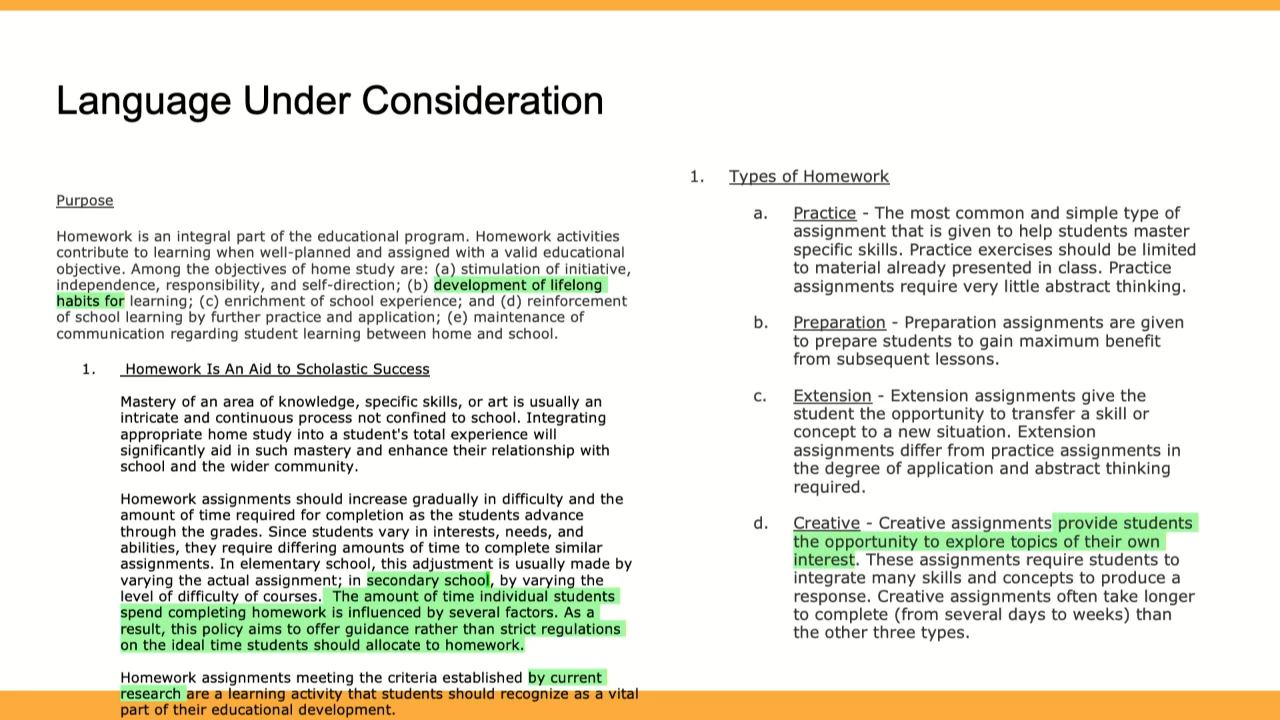 Language Under Consideration
Purpose
Homework is an integral part of the educational program. Homework activities
contribute to learning when well-planned and assigned with a valid educational
objective. Among the objectives of home study are: (a) stimulation of initiative,
independence, responsibility, and self-direction; (b) development of lifelong
habits for learning; (c) enrichment of school experience; and (d) reinforcement
of school learning by further practice and application; (e) maintenance of
communication regarding student learning between home and school.
1. Homework Is An Aid to Scholastic Success
Mastery of an area of knowledge, specific skills, or art is usually an
intricate and continuous process not confined to school. Integrating
appropriate home study into a student's total experience will
significantly aid in such mastery and enhance their relationship with
school and the wider community.
Homework assignments should increase gradually in difficulty and the
amount of time required for completion as the students advance
through the grades. Since students vary in interests, needs, and
abilities, they require differing amounts of time to complete similar
assignments. In elementary school, this adjustment is usually made by
varying the actual assignment; in secondary school, by varying the
level of difficulty of courses. The amount of time individual students
spend completing homework is influenced by several factors. As a
result, this policy aims to offer guidance rather than strict regulations
on the ideal time students should allocate to homework.
Homework assignments meeting the criteria established by current
research are a learning activity that students should recognize as a vital
part of their educational development.
1. Types of Homework
a. Practice - The most common and simple type of
assignment that is given to help students master
specific skills. Practice exercises should be limited
to material already presented in class. Practice
assignments require very little abstract thinking.
b. Preparation - Preparation assignments are given
to prepare students to gain maximum benefit
from subsequent lessons.
c. Extension - Extension assignments give the
student the opportunity to transfer a skill or
concept to a new situation. Extension
assignments differ from practice assignments in
the degree of application and abstract thinking
required.
d. Creative - Creative assignments provide students
the opportunity to explore topics of their own
interest. These assignments require students to
integrate many skills and concepts to produce a
response. Creative assignments often take longer
to complete (from several days to weeks) than
the other three types.